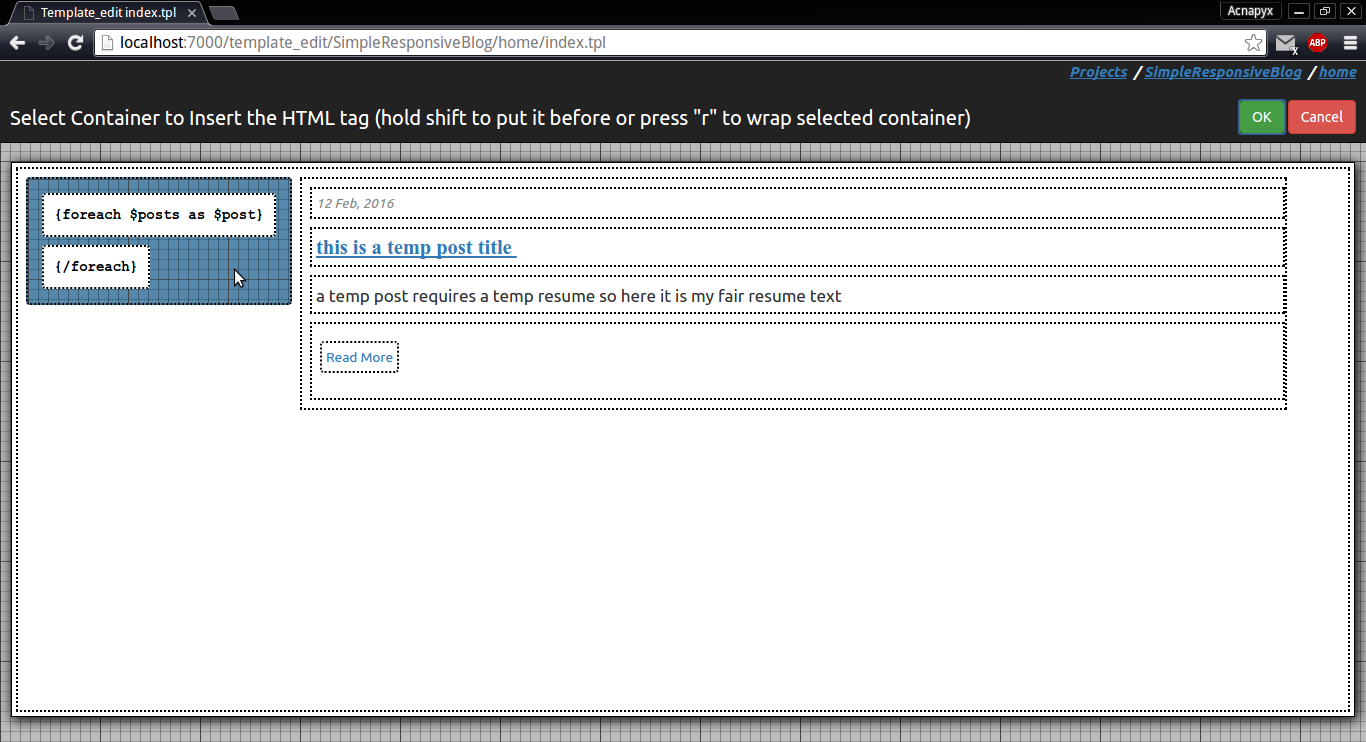 Template_edit index.tpl
Acnapyx
localhost:7000/template_edit/SimpleResponsiveBlog/home/index.tpl
ABP
x
Projects / SimpleResponsiveBlog / home
Select Container to Insert the HTML tag (hold shift to put it before or press "r" to wrap selected container)
OK Cancel
{foreach $posts as $post}
{/foreach}
12 Feb, 2016
this is a temp post title
a temp post requires a temp resume so here it is my fair resume text
Read More